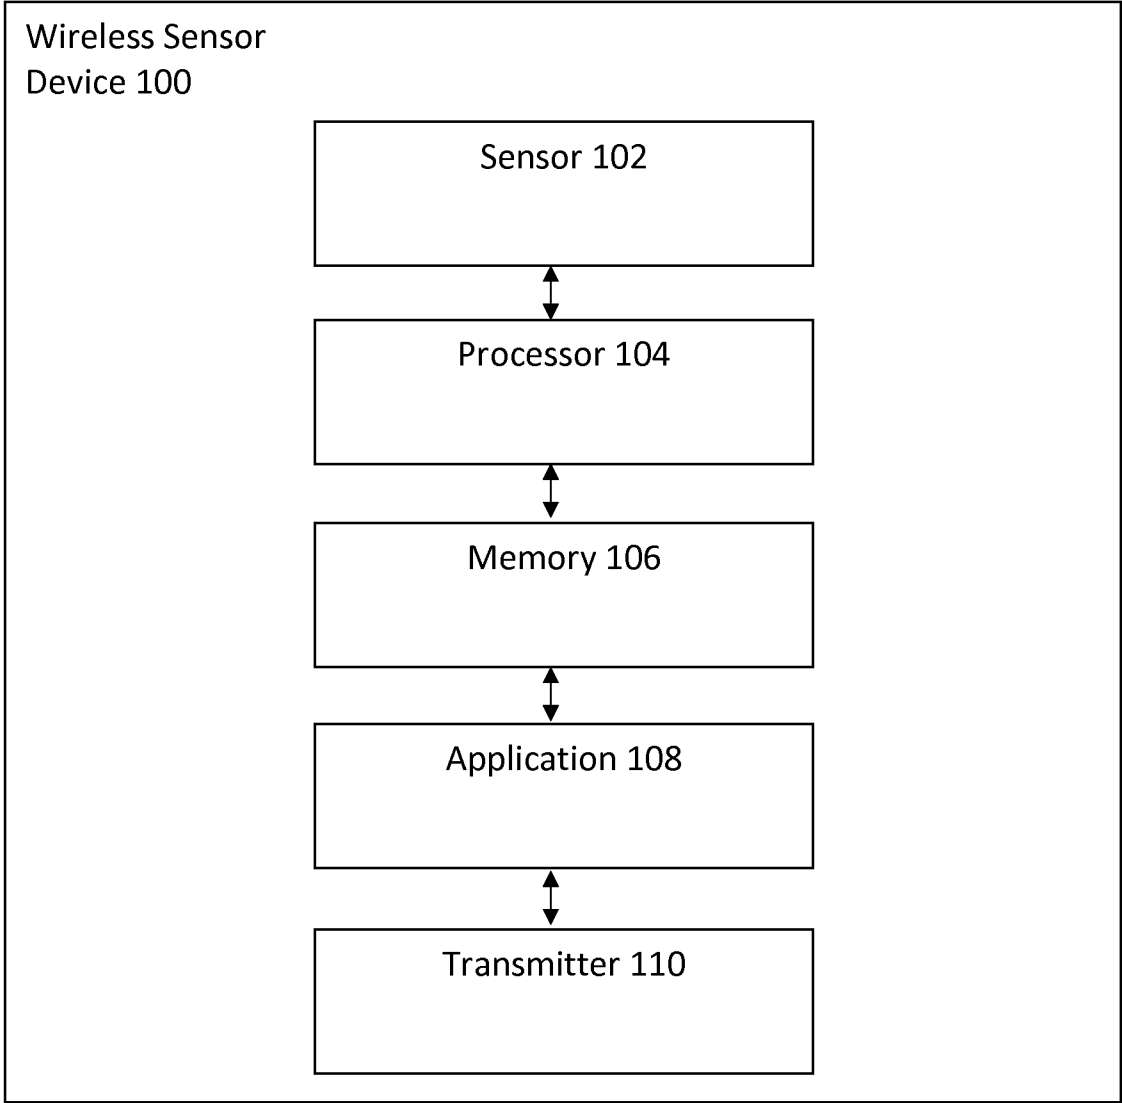 Wireless Sensor
Device 100
Sensor 102
Processor 104
Memory 106
Application 108
Transmitter 110